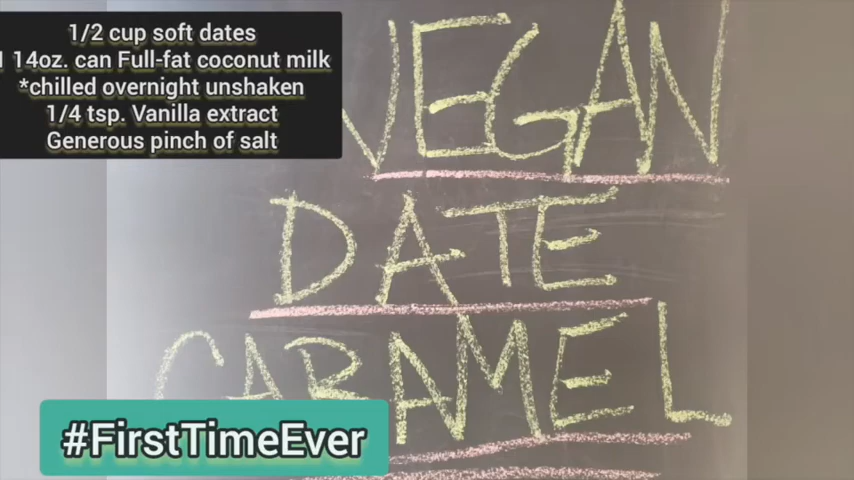 1/2 cup soft dates
1 14oz. can Full-fat coconut milk
*chilled overnight unshaken
1/4 tsp. Vanilla extract
Generous pinch of salt
VEGAN
DATE
CARAMEL
#FirstTimeEver